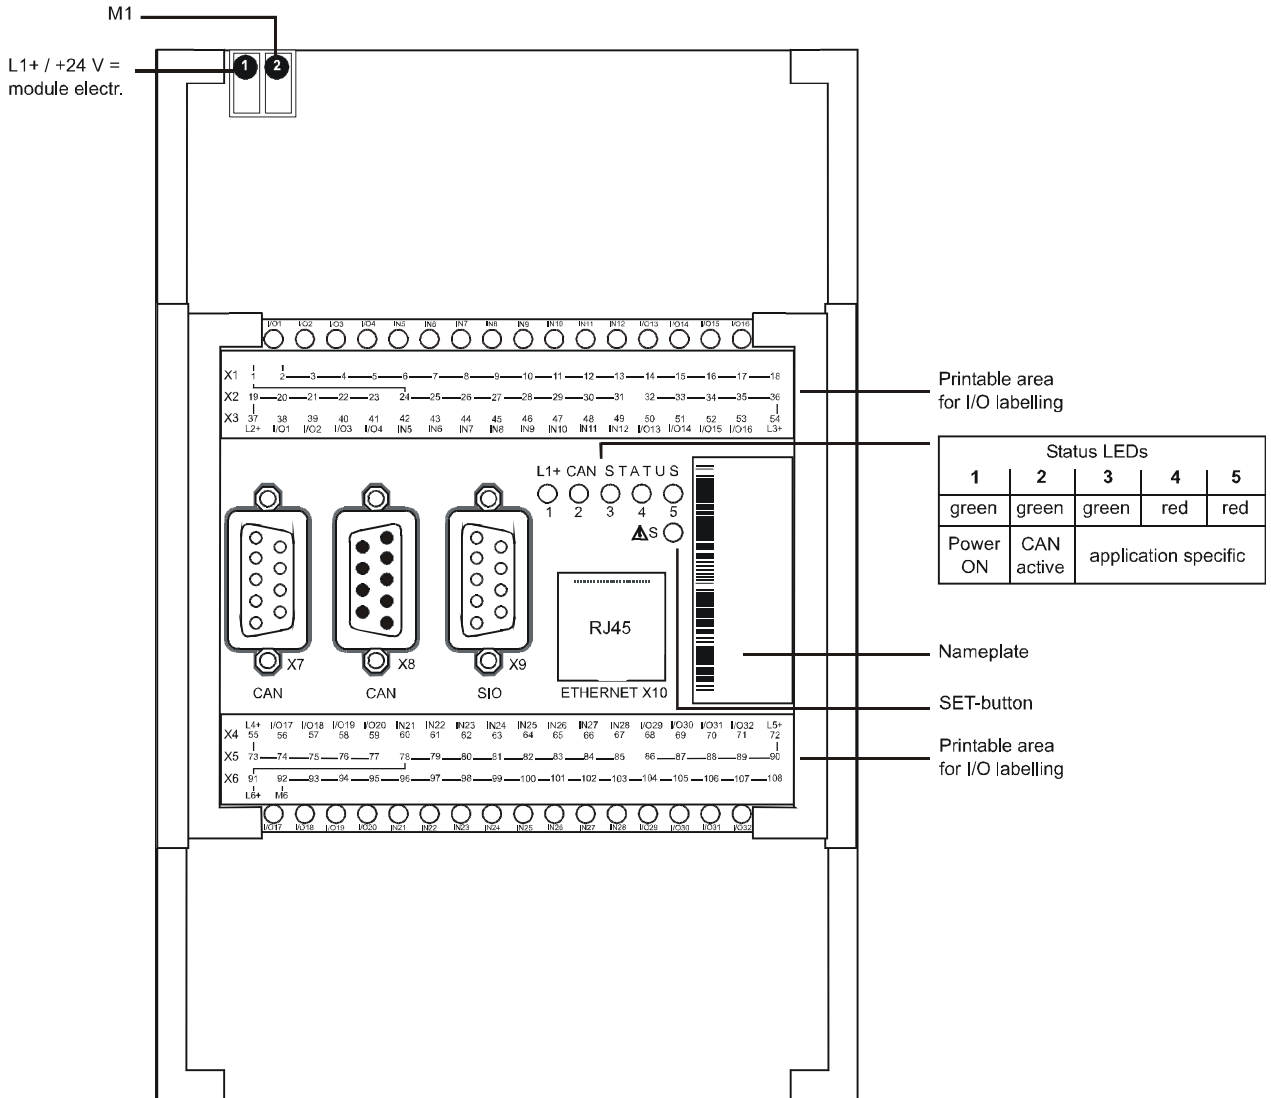 M1
L1+ / +24 V =
module electr.
1 2
I/O1 I/O2 I/O3 I/O4 IN5 IN6 IN7 IN8 IN9 IN10 IN11 IN12 I/O13 I/O14 I/O15 I/O16
X1 1 2 3 4 5 6 7 8 9 10 11 12 13 14 15 16 17 18
X2 19 20 21 22 23 24 25 26 27 28 29 30 31 32 33 34 35 36
X3 37 38 39 40 41 42 43 44 45 46 47 48 49 50 51 52 53 54
L2+ I/O1 I/O2 I/O3 I/O4 IN5 IN6 IN7 IN8 IN9 IN10 IN11 IN12 I/O13 I/O14 I/O15 I/O16 L3+
Printable area
for I/O labelling
L1+ CAN STATUS
1 2 3 4 5
S
Status LEDs
1 2 3 4 5
green green green red red
Power
ON
CAN
active
application specific
RJ45
X7 X8 X9
CAN CAN SIO ETHERNET X10
Nameplate
SET-button
L4+ I/O17 I/O18 I/O19 I/O20 IN21 IN22 IN23 IN24 IN25 IN26 IN27 IN28 I/O29 I/O30 I/O31 I/O32 L5+
X4 55 56 57 58 59 60 61 62 63 64 65 66 67 68 69 70 71 72
X5 73 74 75 76 77 78 79 80 81 82 83 84 85 86 87 88 89 90
X6 91 92 93 94 95 96 97 98 99 100 101 102 103 104 105 106 107 108
L6+ M6
Printable area
for I/O labelling
I/O17 I/O18 I/O19 I/O20 IN21 IN22 IN23 IN24 IN25 IN26 IN27 IN28 I/O29 I/O30 I/O31 I/O32